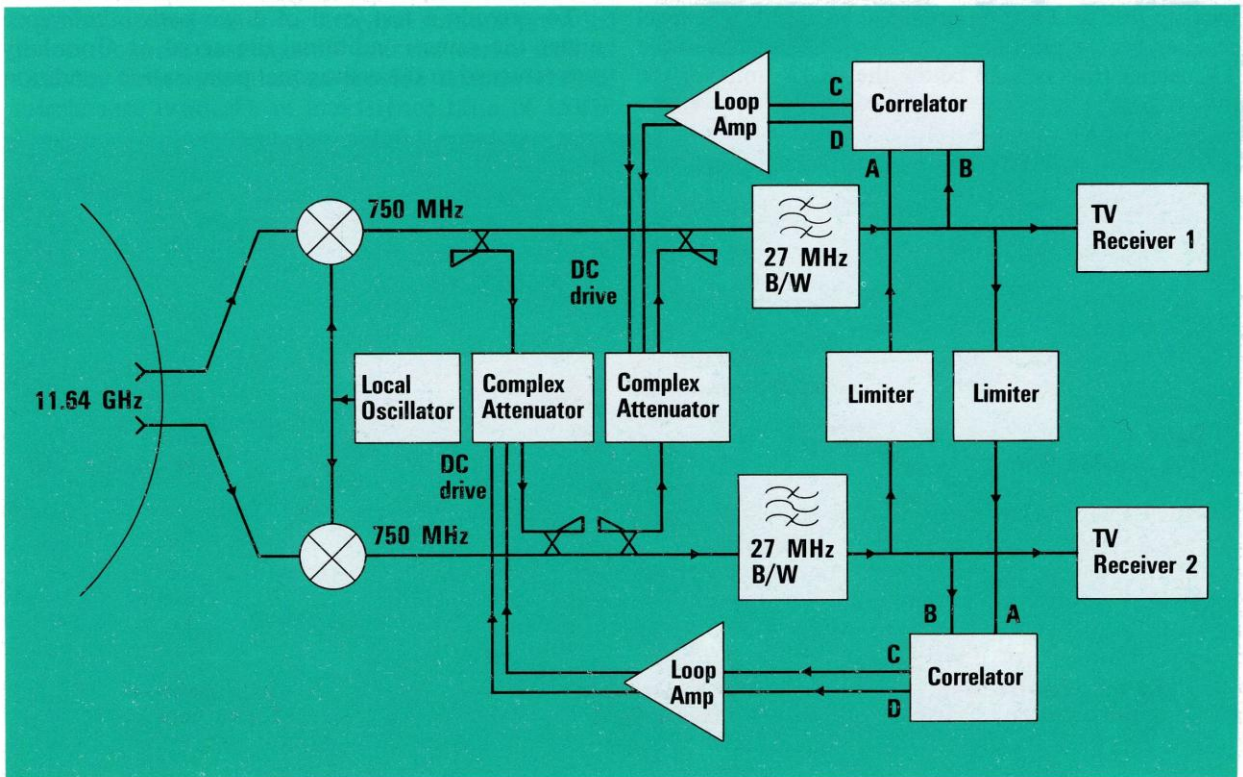 C
Loop
Amp
D
Correlator
A
B
750 MHz
DC
drive
27 MHz
B/W
TV
Receiver 1
11.64 GHz
Local
Oscillator
Complex
Attenuator
Complex
Attenuator
Limiter
Limiter
DC
drive
750 MHz
27 MHz
B/W
TV
Receiver 2
B
A
Loop
Amp
C
D
Correlator